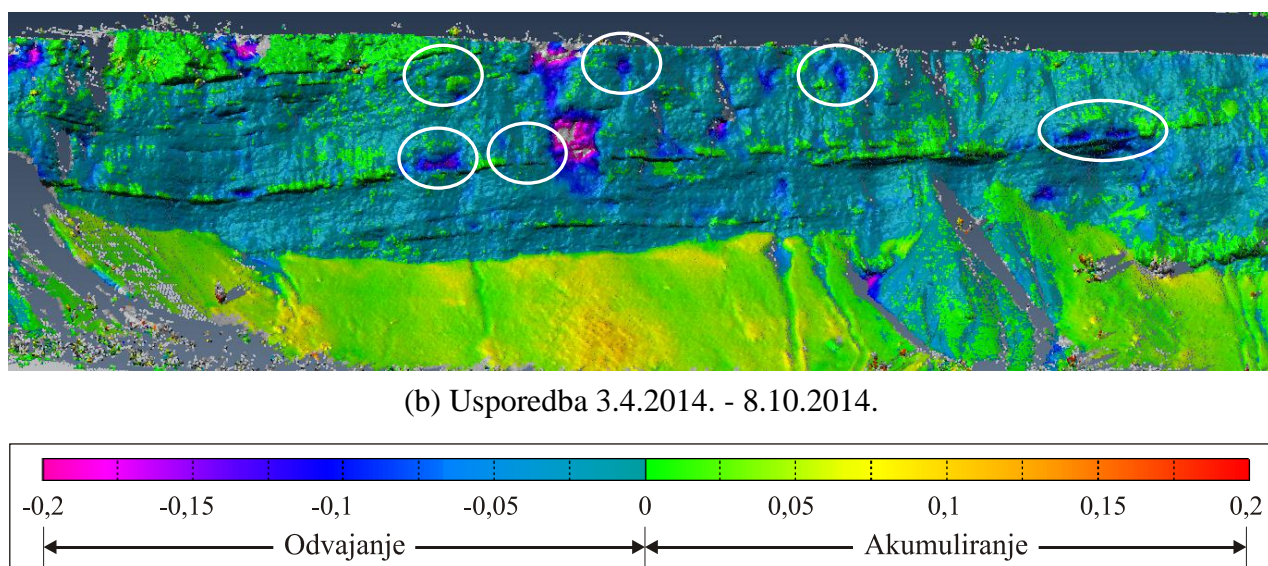 (b) Usporedba 3.4.2014. - 8.10.2014.
-0,2 -0,15 -0,1 -0,05 0 0,05 0,1 0,15 0,2
Odvajanje Akumuliranje